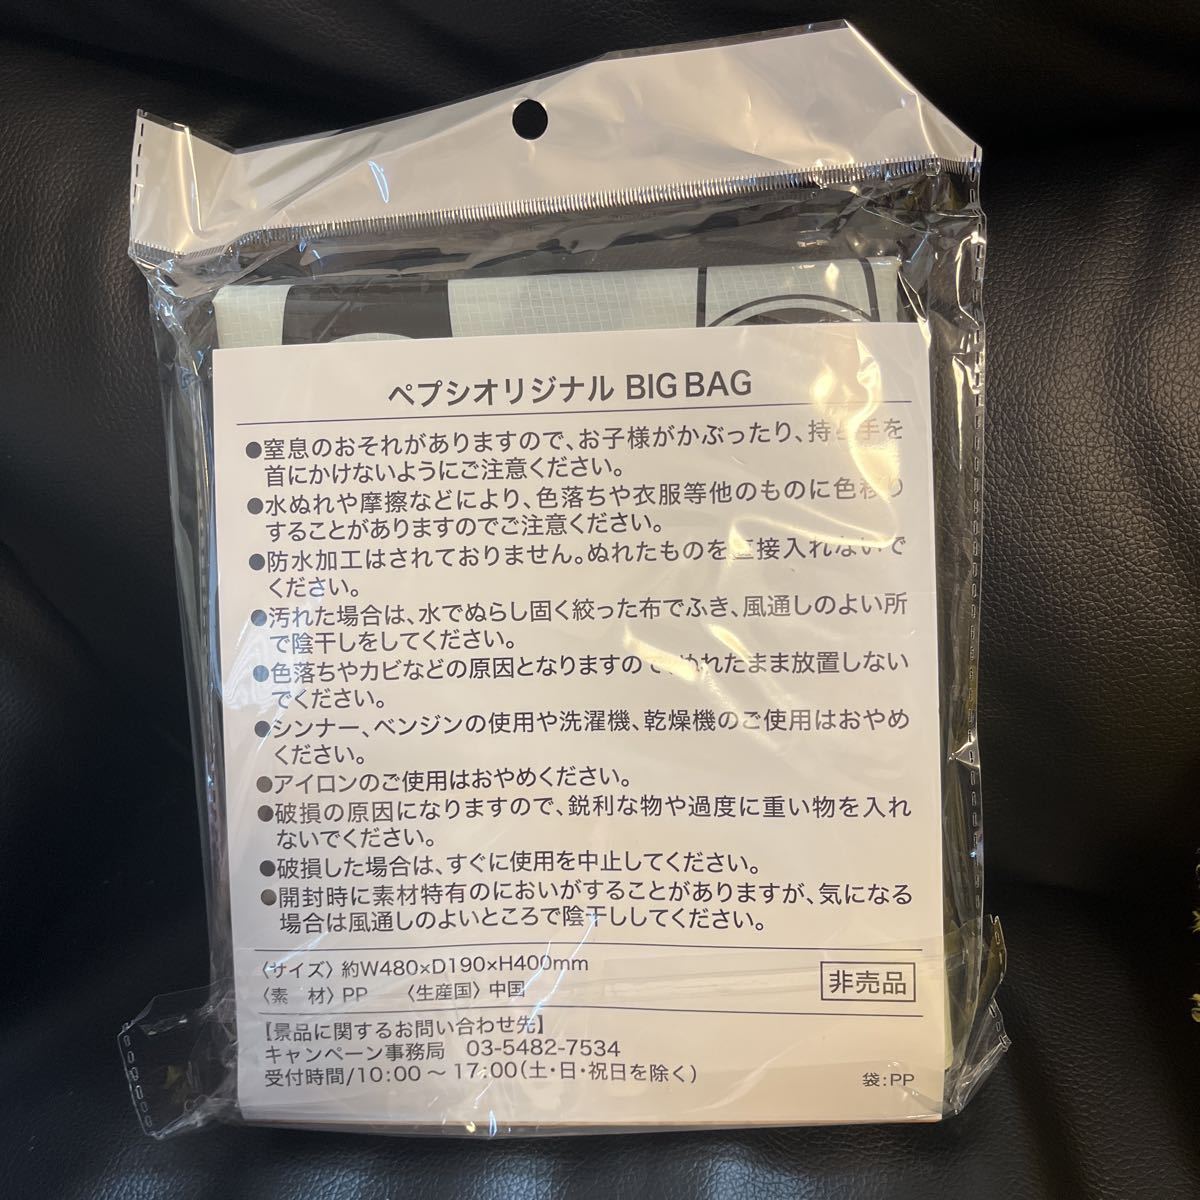 ペプシオリジナル BIG BAG
●窒息のおそれがありますので、お子様がかぶったり、持ち手を
首にかけないようにご注意ください。
●水ぬれや摩擦などにより、色落ちや衣服等他のものに色移り
することがありますのでご注意ください。
●防水加工はされておりません。ぬれたものを直接入れないで
ください。
●汚れた場合は、水でぬらし固く絞った布でふき、風通しのよい所
で陰干しをしてください。
●色落ちやカビなどの原因となりますので、ぬれたまま放置しない
でください。
●シンナー、ベンジンの使用や洗濯機、乾燥機のご使用はおやめ
ください。
●アイロンのご使用はおやめください。
●破損の原因になりますので、鋭利な物や過度に重い物を入れ
ないでください。
●破損した場合は、すぐに使用を中止してください。
●開封時に素材特有のにおいがすることがありますが、気になる
場合は風通しのよいところで陰干ししてください。
〈サイズ〉 約W480×D190×H400mm
〈素 材〉 PP 〈生産国〉 中国
非売品
【景品に関するお問い合わせ先】
キャンペーン事務局 03-5482-7534
受付時間/10:00～17:00(土・日・祝日を除く)
袋:PP